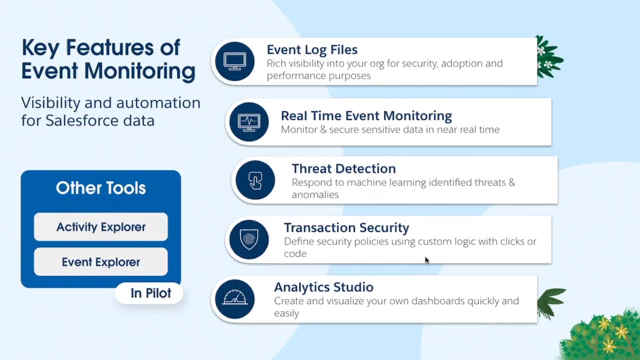 Key Features of
Event Monitoring
Visibility and automation
for Salesforce data
Other Tools
Activity Explorer
Event Explorer
In Pilot
Event Log Files
Rich visibility into your org for security, adoption and
performance purposes
Real Time Event Monitoring
Monitor & secure sensitive data in near real time
Threat Detection
Respond to machine learning identified threats &
anomalies
Transaction Security
Define security policies using custom logic with clicks or
code
Analytics Studio
Create and visualize your own dashboards quickly and
easily